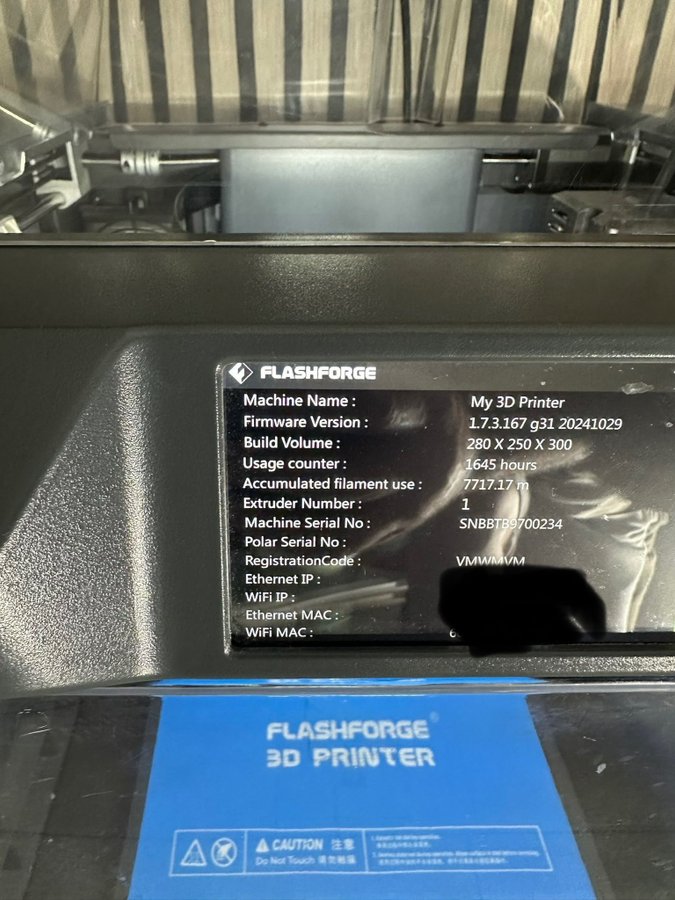 FLASHFORGE
Machine Name : My 3D Printer
Firmware Version : 1.7.3.167 g31 20241029
Build Volume : 280 X 250 X 300
Usage counter : 1645 hours
Accumulated filament use : 7717.17 m
Extruder Number : 1
Machine Serial No : SNBBTB9700234
Polar Serial No :
RegistrationCode : VMWMVM
Ethernet IP :
WiFi IP :
Ethernet MAC :
WiFi MAC : 6
FLASHFORGE®
3D PRINTER
CAUTION 注意
Do Not Touch 请勿触摸